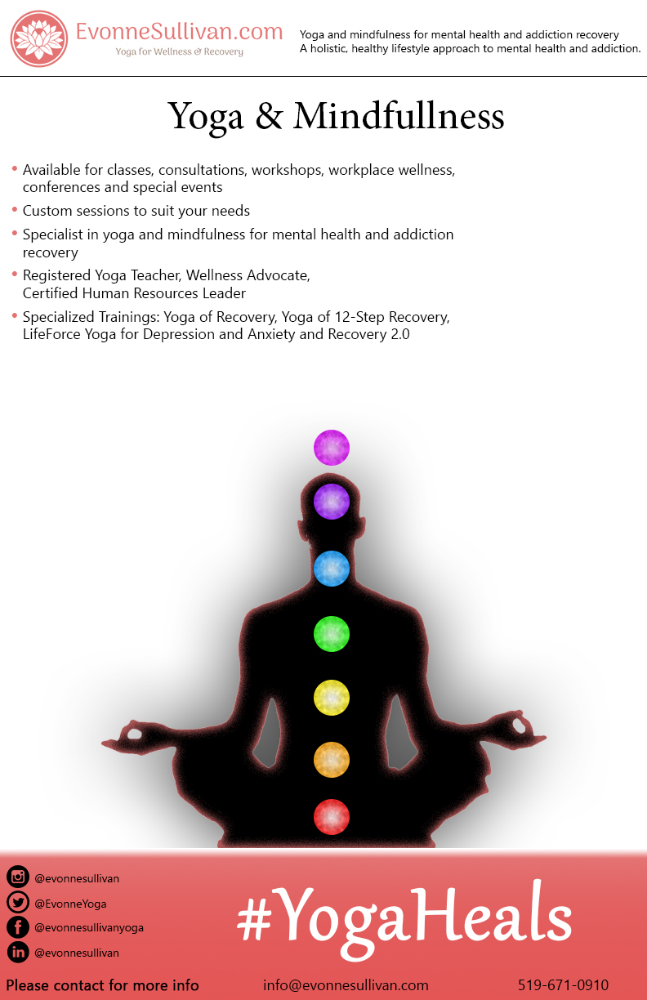 EvonneSullivan.com
Yoga for Wellness & Recovery
Yoga and mindfulness for mental health and addiction recovery
A holistic, healthy lifestyle approach to mental health and addiction.
Yoga & Mindfullness
• Available for classes, consultations, workshops, workplace wellness,
conferences and special events
• Custom sessions to suit your needs
• Specialist in yoga and mindfulness for mental health and addiction
recovery
• Registered Yoga Teacher, Wellness Advocate,
Certified Human Resources Leader
• Specialized Trainings: Yoga of Recovery, Yoga of 12-Step Recovery,
LifeForce Yoga for Depression and Anxiety and Recovery 2.0
@evonnesullivan
@EvonneYoga
@evonnesullivanyoga
@evonnesullivan
#YogaHeals
Please contact for more info
info@evonnesullivan.com
519-671-0910